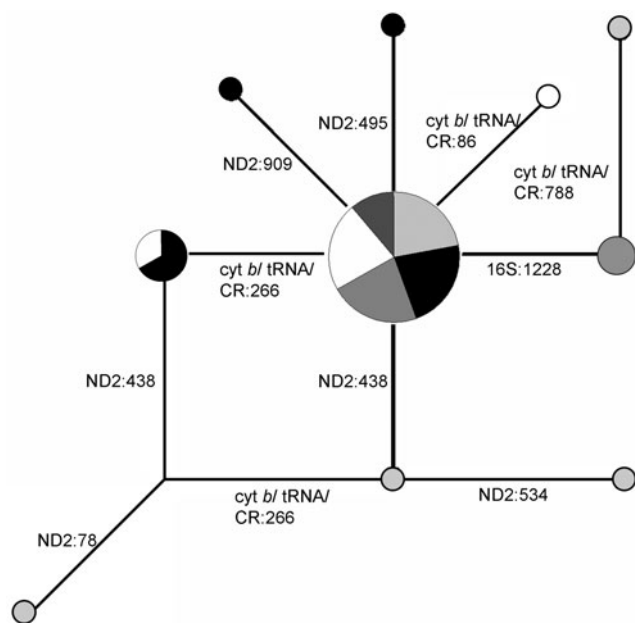 ND2:495
cyt b/ tRNA/
CR:86
ND2:909
cyt b/ tRNA/
CR:788
cyt b/ tRNA/
CR:266
16S:1228
ND2:438
ND2:438
cyt b/ tRNA/
CR:266
ND2:534
ND2:78